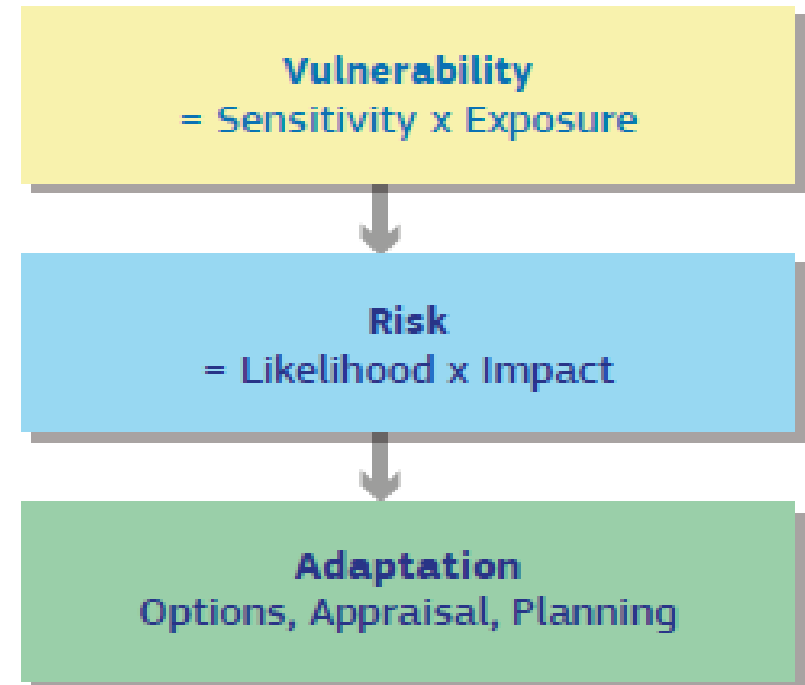 Vulnerability
= Sensitivity x Exposure
Risk
= Likelihood x Impact
Adaptation
Options, Appraisal, Planning